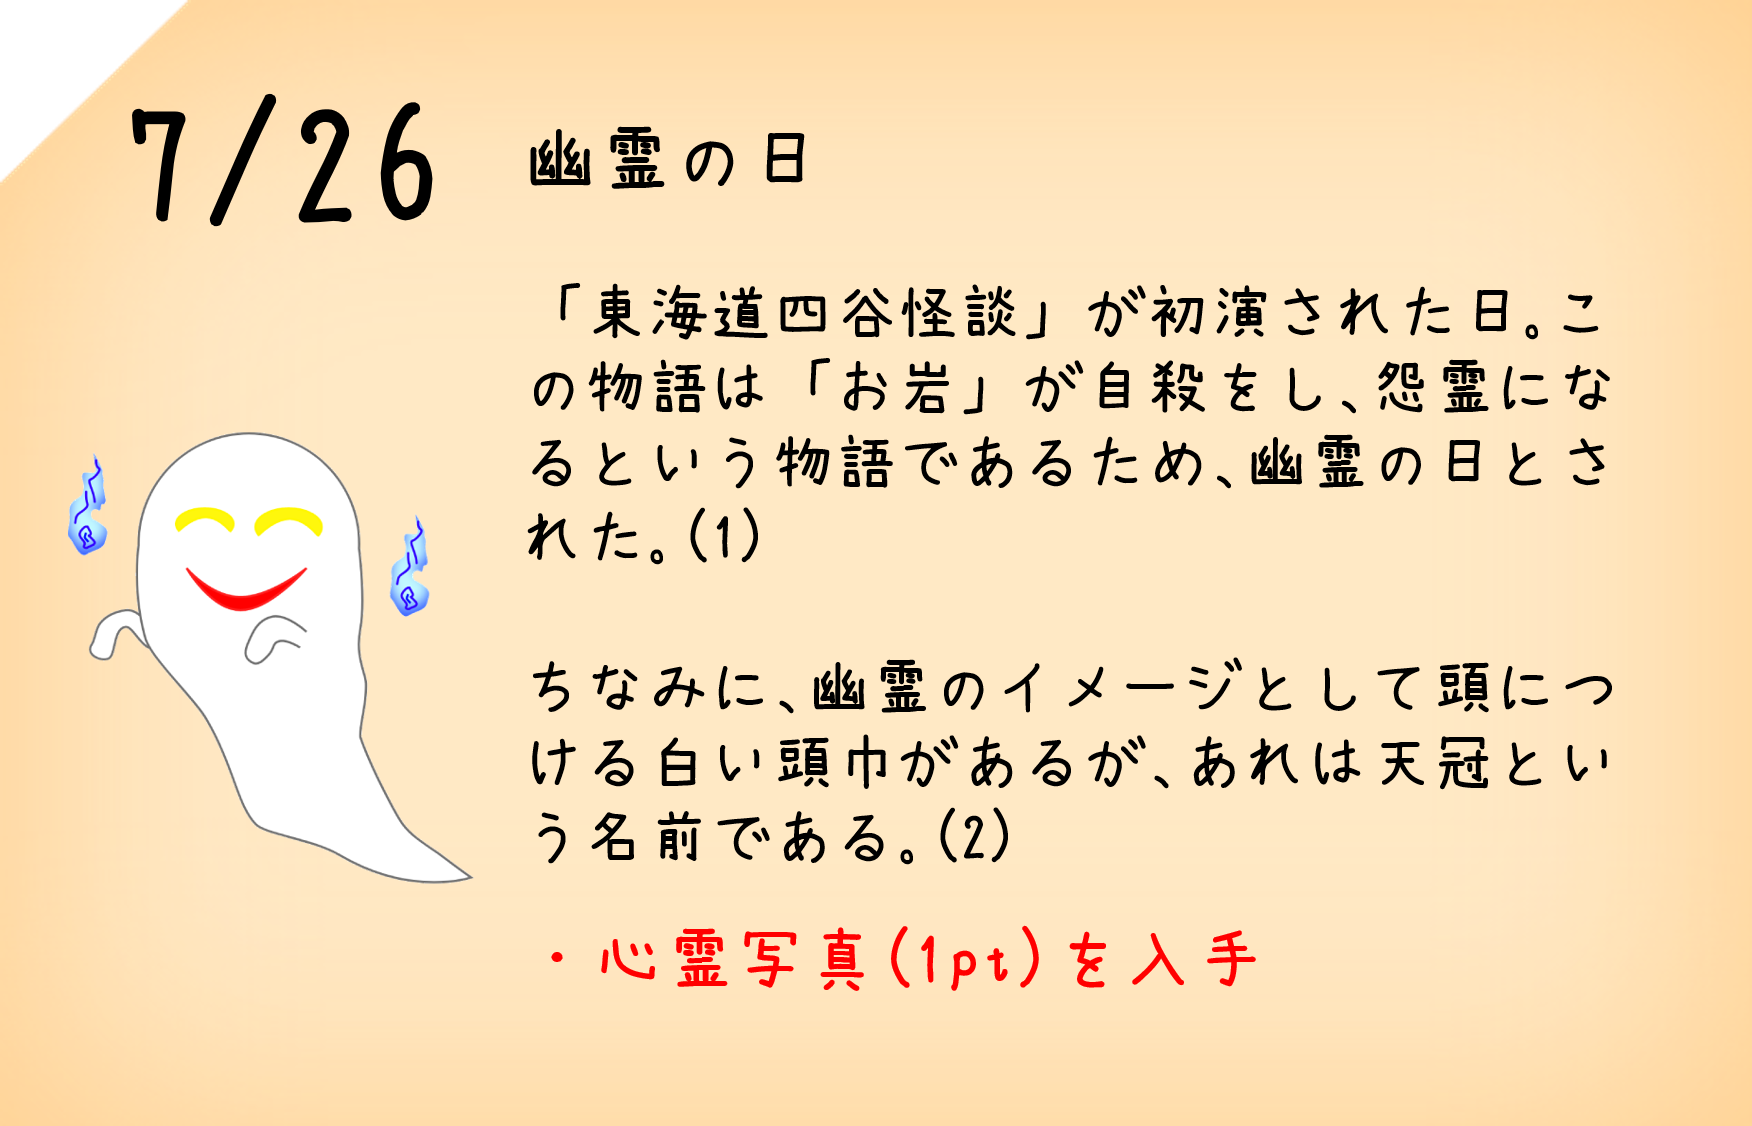 7/26
幽霊の日
「東海道四谷怪談」が初演された日。こ
の物語は「お岩」が自殺をし、怨霊にな
るという物語であるため、幽霊の日とさ
れた。(1)
ちなみに、幽霊のイメージとして頭につ
ける白い頭巾があるが、あれは天冠とい
う名前である。(2)
・心霊写真(1pt)を入手